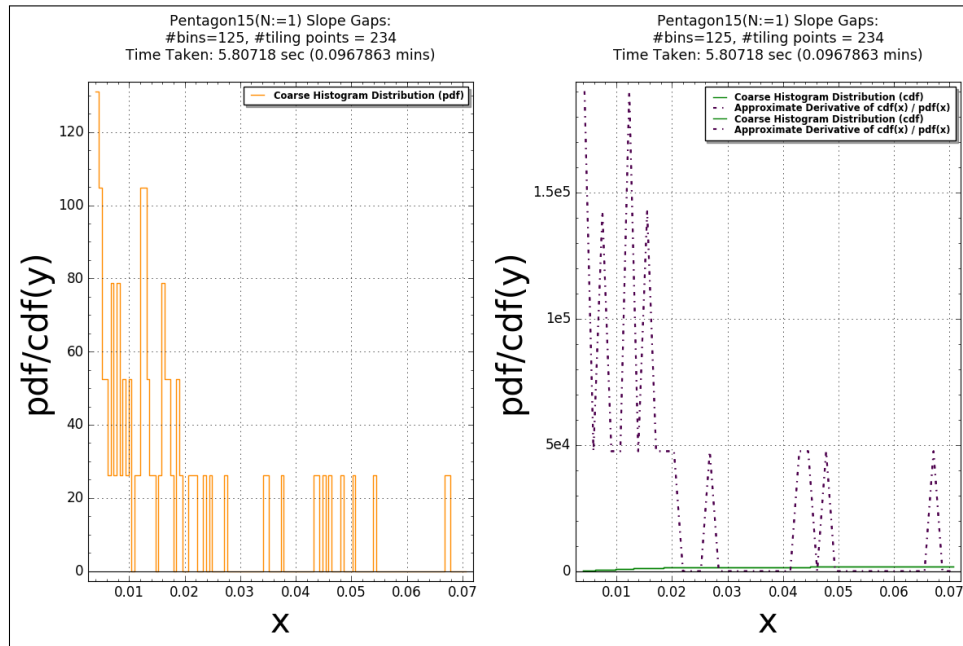 Pentagon15(N:=1) Slope Gaps:
#bins=125, #tiling points = 234
Time Taken: 5.80718 sec (0.0967863 mins)
Coarse Histogram Distribution (pdf)
pdf/cdf(y)
120
100
80
60
40
20
0
0.01 0.02 0.03 0.04 0.05 0.06 0.07
x
Pentagon15(N:=1) Slope Gaps:
#bins=125, #tiling points = 234
Time Taken: 5.80718 sec (0.0967863 mins)
Coarse Histogram Distribution (cdf)
Approximate Derivative of cdf(x) / pdf(x)
Coarse Histogram Distribution (cdf)
Approximate Derivative of cdf(x) / pdf(x)
pdf/cdf(y)
1.5e5
1e5
5e4
0
0.01 0.02 0.03 0.04 0.05 0.06 0.07
x